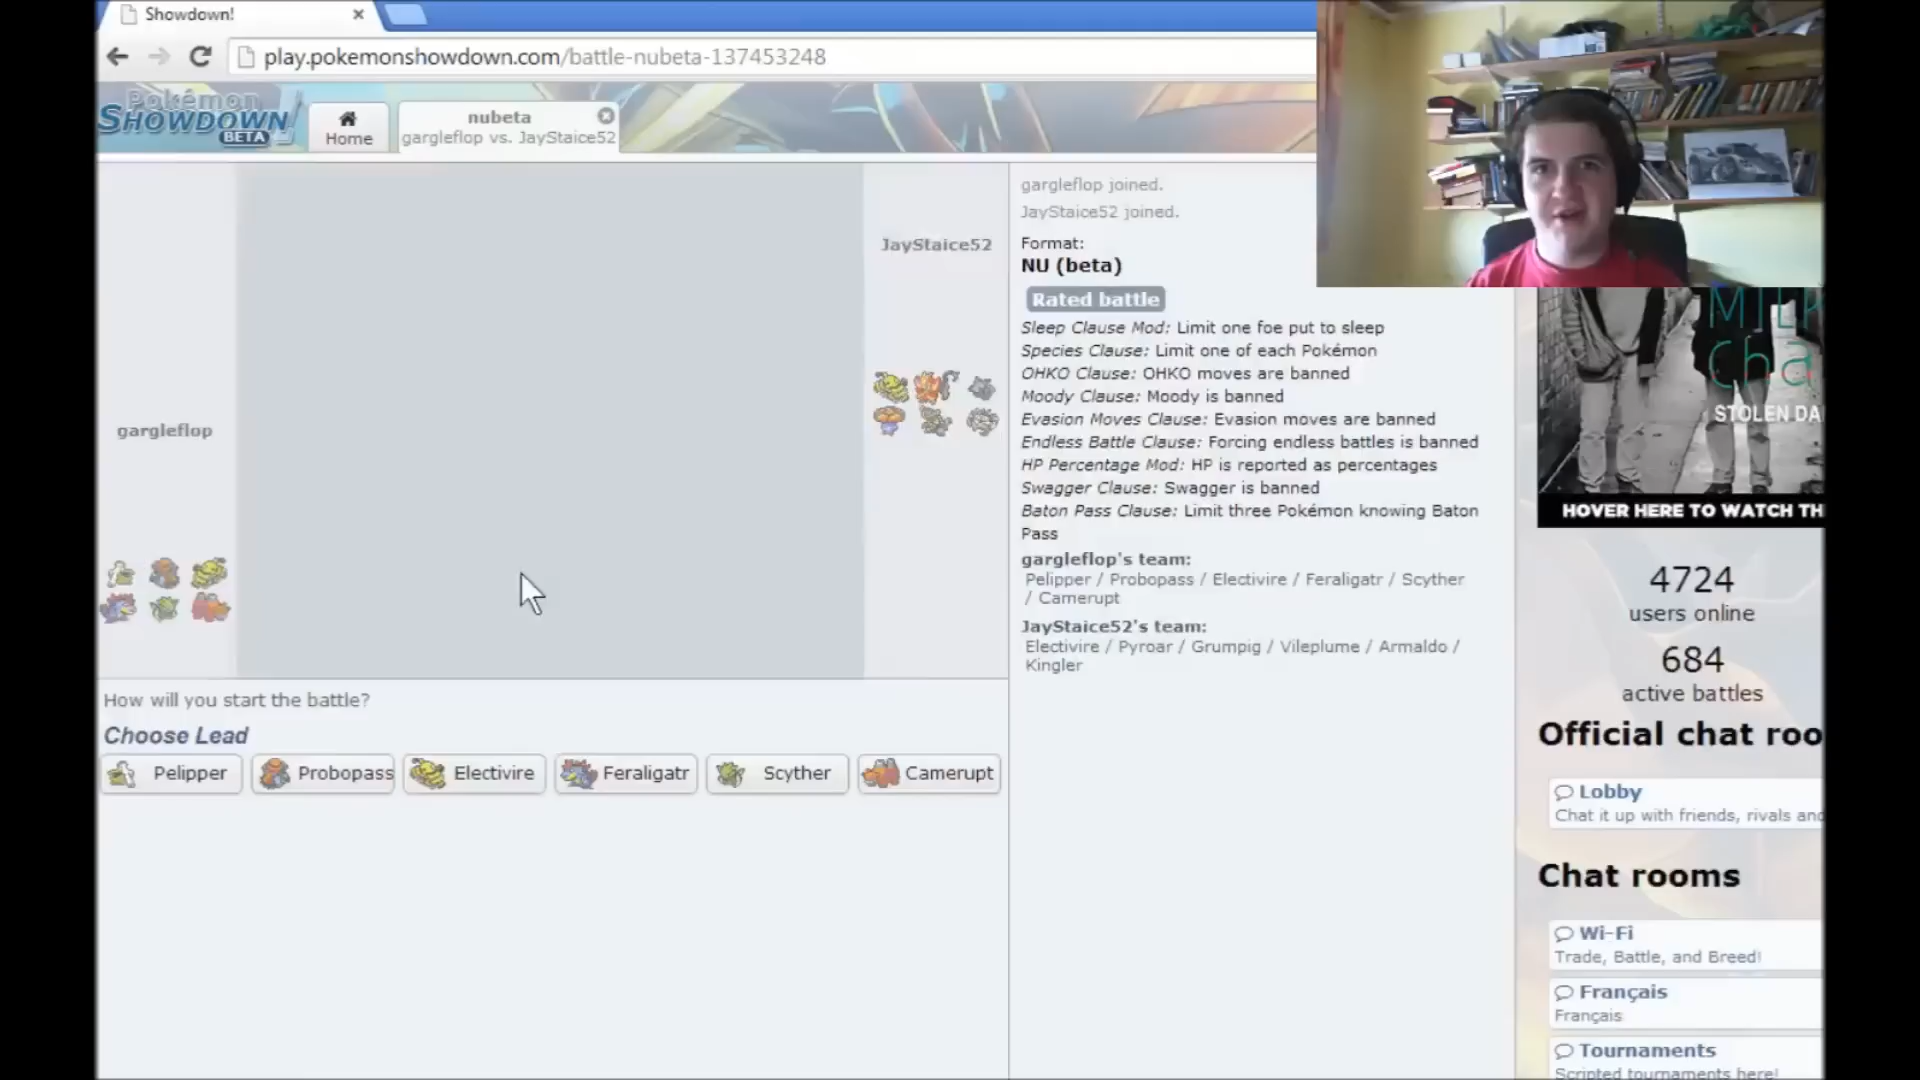 Showdown!
play.pokemonshowdown.com/battle-nubeta-137453248
Pokémon
SHOWDOWN
BETA
Home
nubeta
gargleflop vs. JayStaice52
JayStaice52
gargleflop
How will you start the battle?
Choose Lead
Pelipper
Probopass
Electivire
Feraligatr
Scyther
Camerupt
gargleflop joined.
JayStaice52 joined.
Format:
NU (beta)
Rated battle
Sleep Clause Mod: Limit one foe put to sleep
Species Clause: Limit one of each Pokémon
OHKO Clause: OHKO moves are banned
Moody Clause: Moody is banned
Evasion Moves Clause: Evasion moves are banned
Endless Battle Clause: Forcing endless battles is banned
HP Percentage Mod: HP is reported as percentages
Swagger Clause: Swagger is banned
Baton Pass Clause: Limit three Pokémon knowing Baton
Pass
gargleflop's team:
Pelipper / Probopass / Electivire / Feraligatr / Scyther
/ Camerupt
JayStaice52's team:
Electivire / Pyroar / Grumpig / Vileplume / Armaldo /
Kingler
MILK
Cha
STOLEN DA
HOVER HERE TO WATCH TH
4724
users online
684
active battles
Official chat roo
Lobby
Chat it up with friends, rivals and
Chat rooms
Wi-Fi
Trade, Battle, and Breed!
Français
Français
Tournaments
Scripted tournaments here!